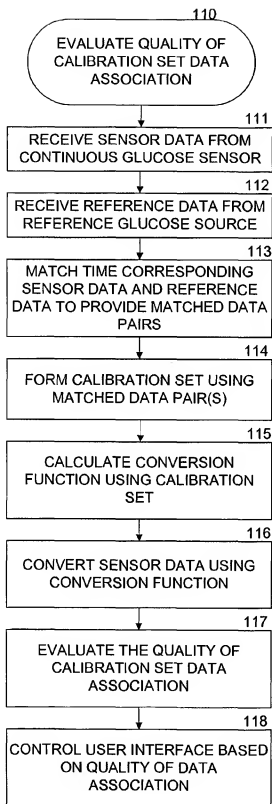 110
EVALUATE QUALITY OF
CALIBRATION SET DATA
ASSOCIATION
111
RECEIVE SENSOR DATA FROM
CONTINUOUS GLUCOSE SENSOR
112
RECEIVE REFERENCE DATA FROM
REFERENCE GLUCOSE SOURCE
113
MATCH TIME CORRESPONDING
SENSOR DATA AND REFERENCE
DATA TO PROVIDE MATCHED DATA
PAIRS
114
FORM CALIBRATION SET USING
MATCHED DATA PAIR(S)
115
CALCULATE CONVERSION
FUNCTION USING CALIBRATION
SET
116
CONVERT SENSOR DATA USING
CONVERSION FUNCTION
117
EVALUATE THE QUALITY OF
CALIBRATION SET DATA
ASSOCIATION
118
CONTROL USER INTERFACE BASED
ON QUALITY OF DATA
ASSOCIATION